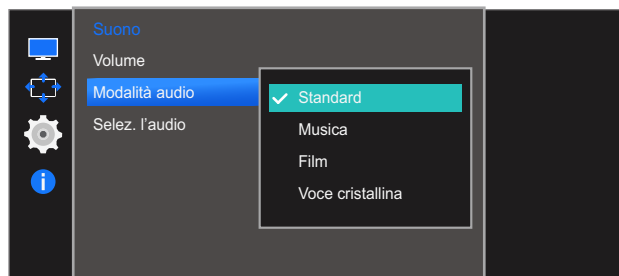 Suono
Volume
Modalità audio
Selez. l'audio
Standard
Musica
Film
Voce cristallina